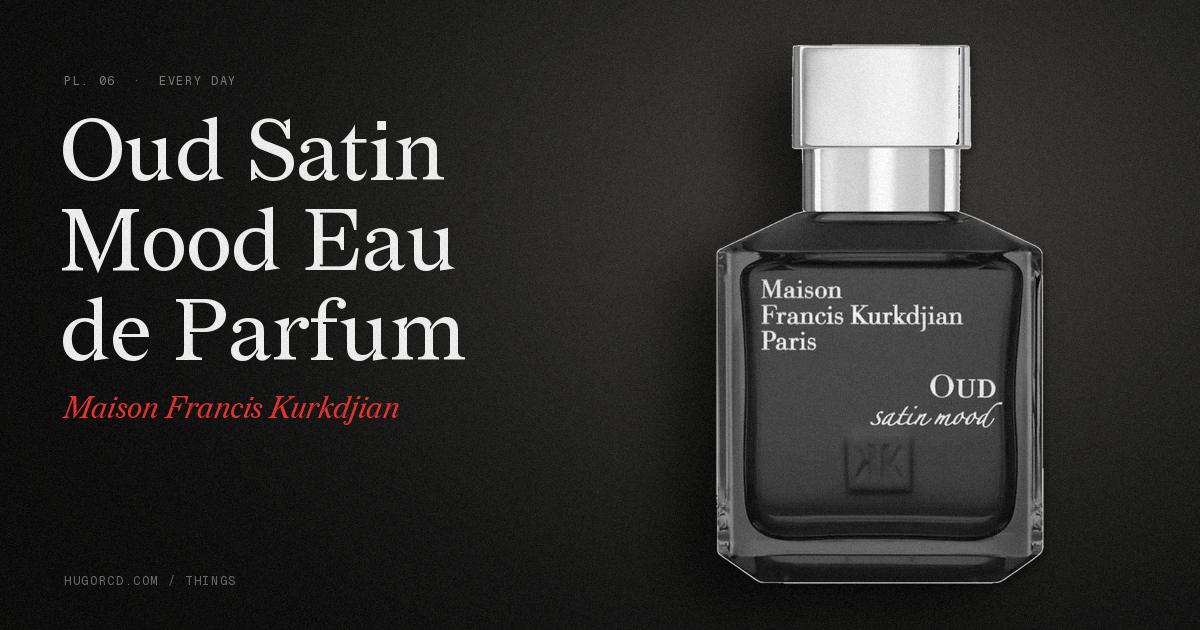 PL. 06 · EVERY DAY
Oud Satin
Mood Eau
de Parfum
Maison Francis Kurkdjian
HUGORCD.COM / THINGS
Maison
Francis Kurkdjian
Paris
OUD
satin mood